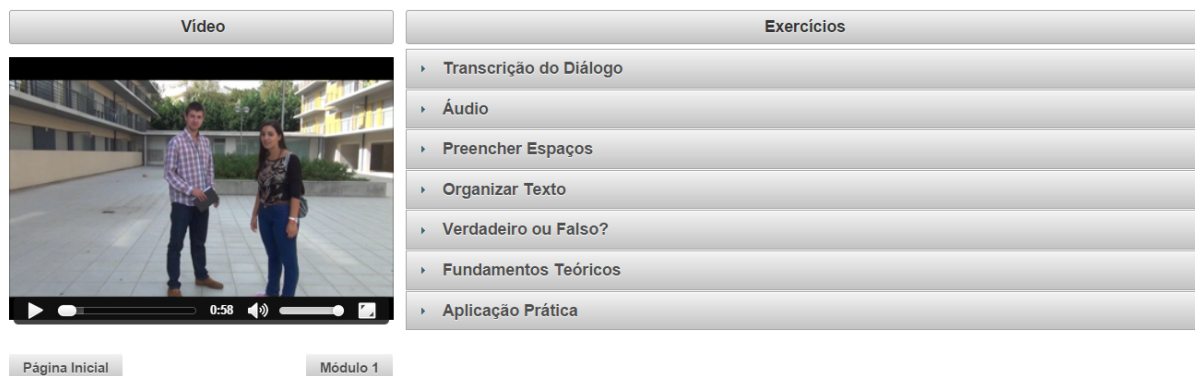 Vídeo
Exercícios
Transcrição do Diálogo
Áudio
Preencher Espaços
Organizar Texto
Verdadeiro ou Falso?
Fundamentos Teóricos
Aplicação Prática
0:58
Página Inicial
Módulo 1